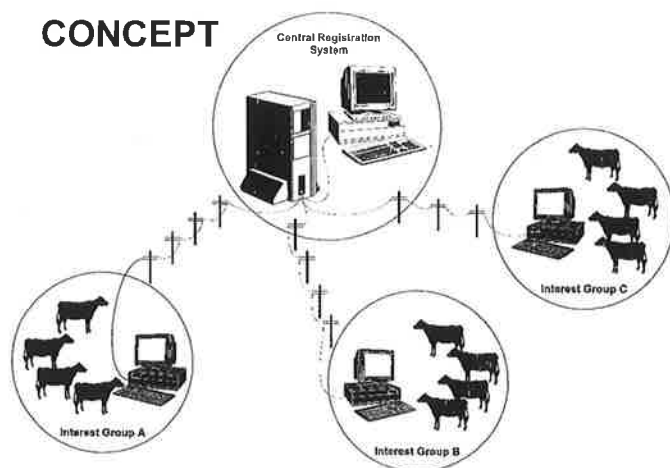 CONCEPT
Central Registration
System
Interest Group C
Interest Group A
Interest Group B